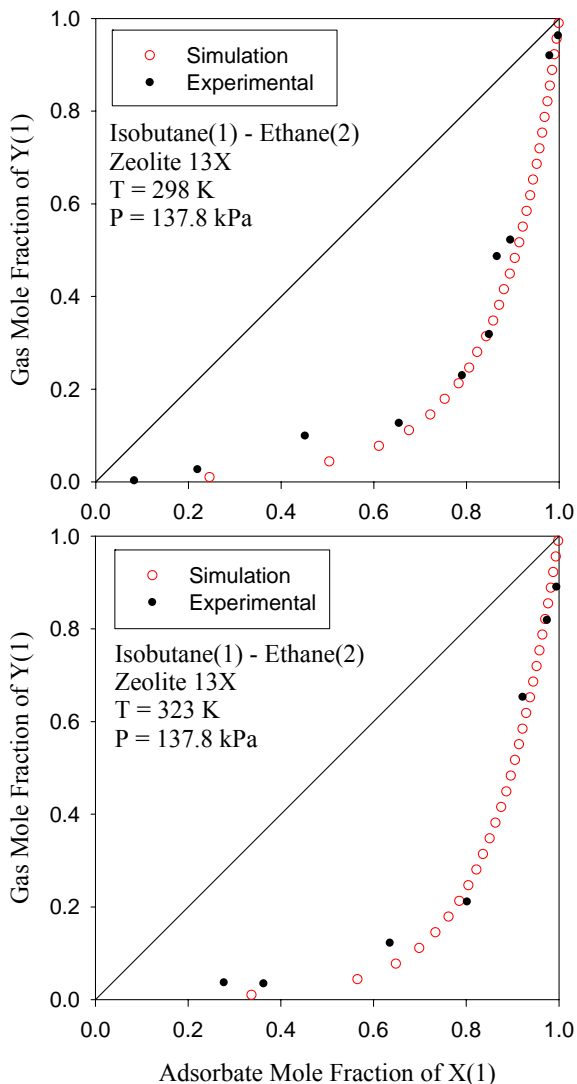 1.0
Simulation
Experimental
0.8
Isobutane(1) - Ethane(2)
Zeolite 13X
T = 298 K
P = 137.8 kPa
0.6
Gas Mole Fraction of Y(1)
0.4
0.2
0.0
0.0 0.2 0.4 0.6 0.8 1.0
1.0
Simulation
Experimental
0.8
Isobutane(1) - Ethane(2)
Zeolite 13X
T = 323 K
P = 137.8 kPa
0.6
Gas Mole Fraction of Y(1)
0.4
0.2
0.0
0.0 0.2 0.4 0.6 0.8 1.0
Adsorbate Mole Fraction of X(1)